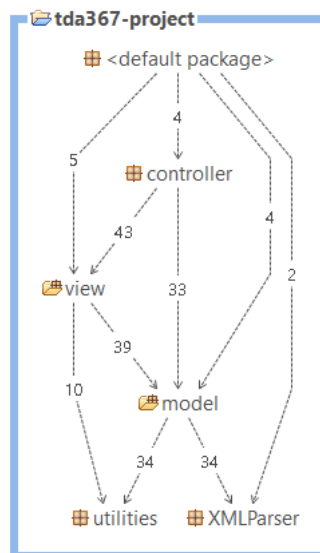 tda367-project
<default package>
4
5
controller
4
43
2
view
33
39
10
model
34 34
utilities XMLParser